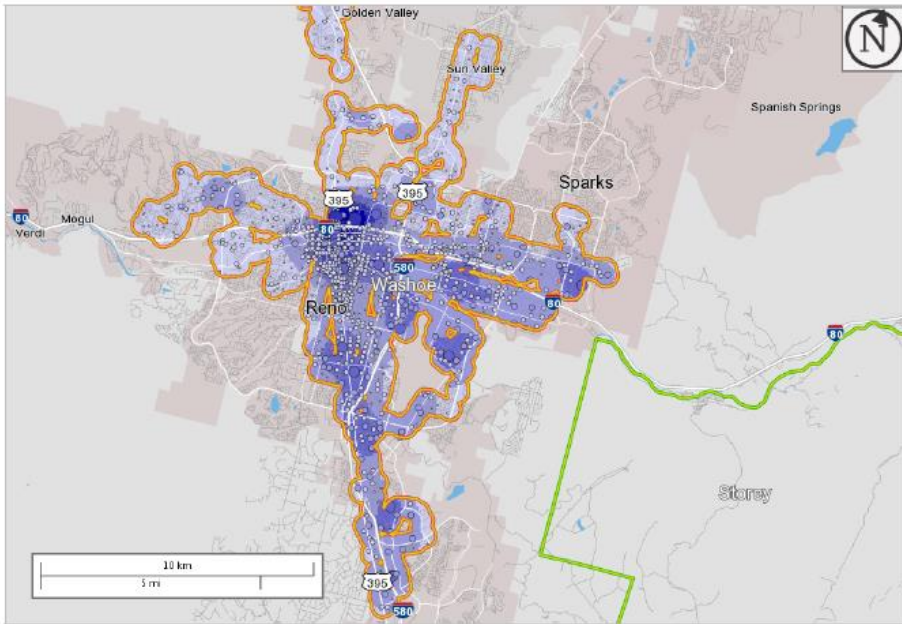 Golden Valley
N
Sun Valley
Spanish Springs
Sparks
395
395
80
Mogul
Verdi
80
580
Washoe
Reno
80
80
Storey
10 km
5 mi
395
580